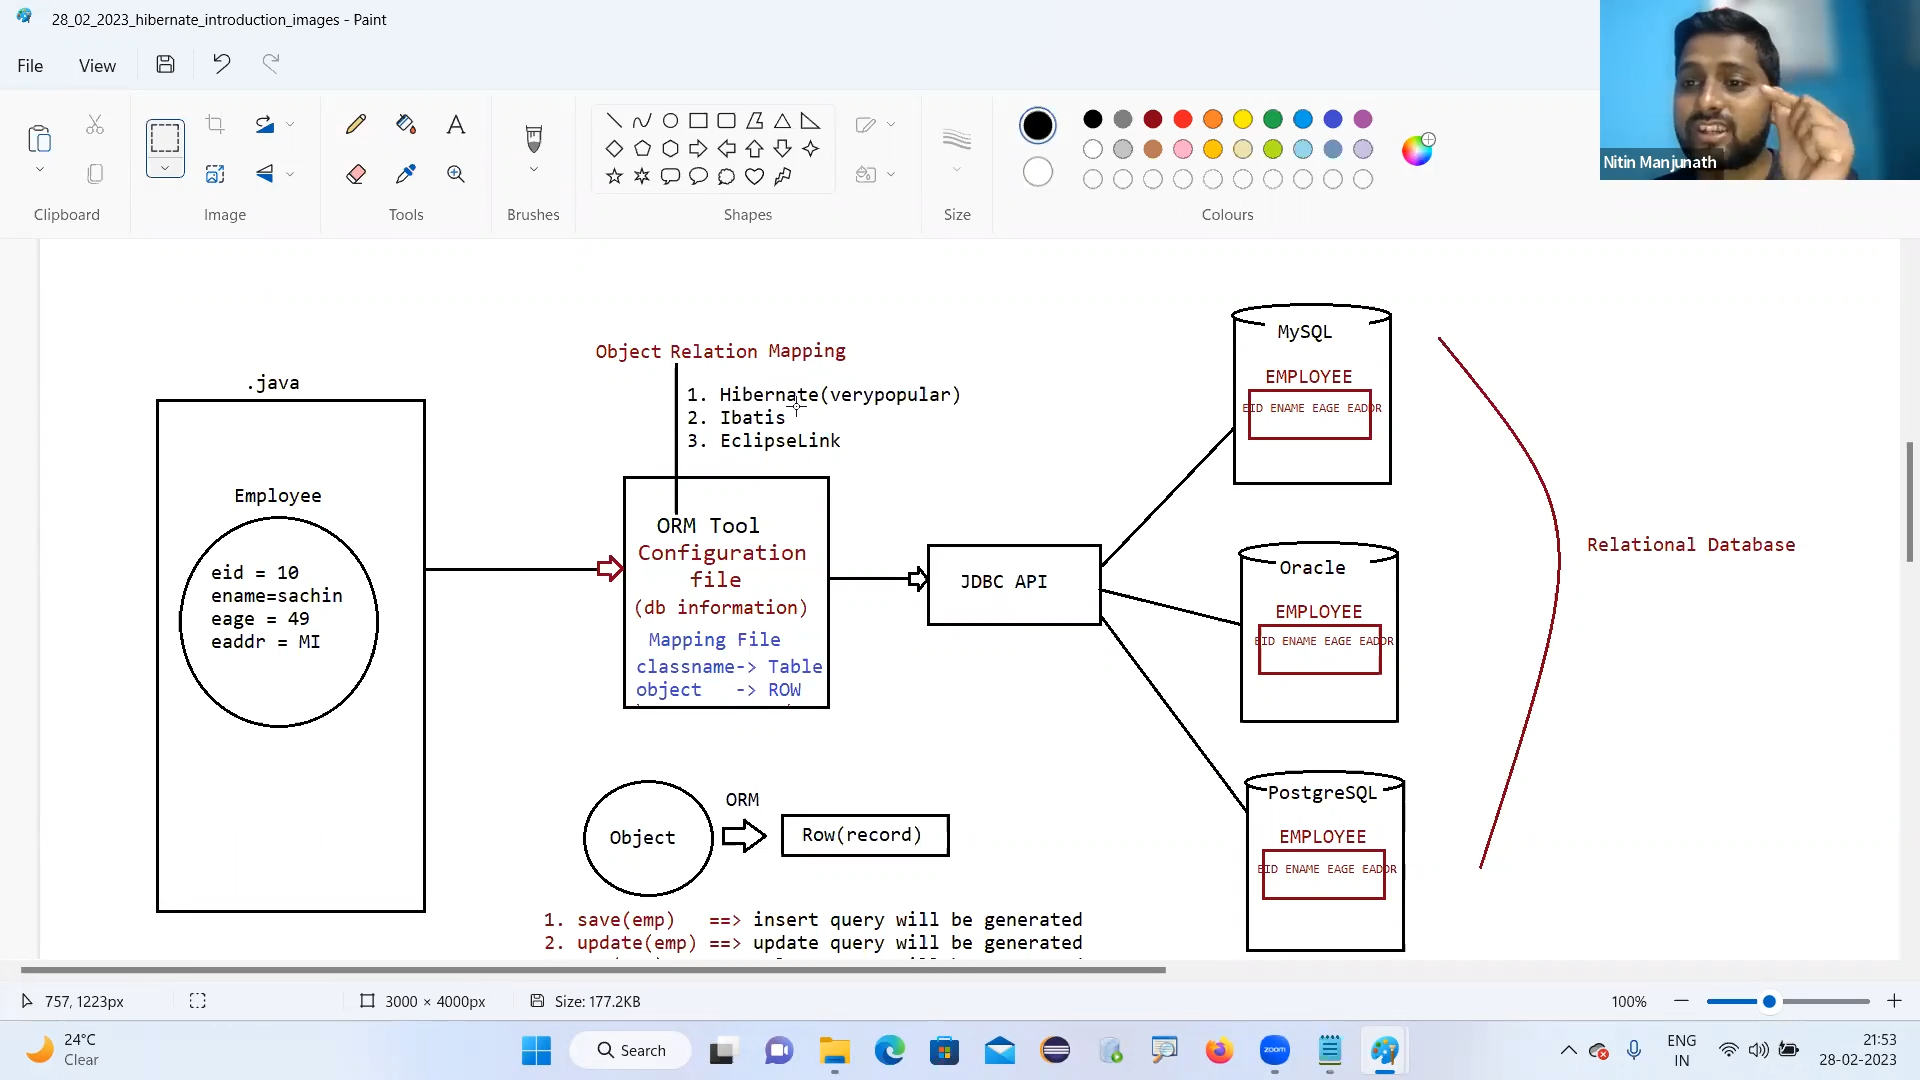 28_02_2023_hibernate_introduction_images - Paint
File
View
Clipboard
Image
Tools
Brushes
Shapes
Size
Colours
Nitin Manjunath
.java
Employee
eid = 10
ename=sachin
eage = 49
eaddr = MI
Object Relation Mapping
1. Hibernate(verypopular)
2. Ibatis
3. EclipseLink
ORM Tool
Configuration
file
(db information)
Mapping File
classname-> Table
object -> ROW
JDBC API
MySQL
EMPLOYEE
EID ENAME EAGE EADDR
Oracle
EMPLOYEE
EID ENAME EAGE EADDR
PostgreSQL
EMPLOYEE
EID ENAME EAGE EADDR
Relational Database
Object
ORM
Row(record)
1. save(emp) ==> insert query will be generated
2. update(emp) ==> update query will be generated
757, 1223px
3000 × 4000px
Size: 177.2KB
100%
24°C
Clear
Search
zoom
ENG
IN
21:53
28-02-2023